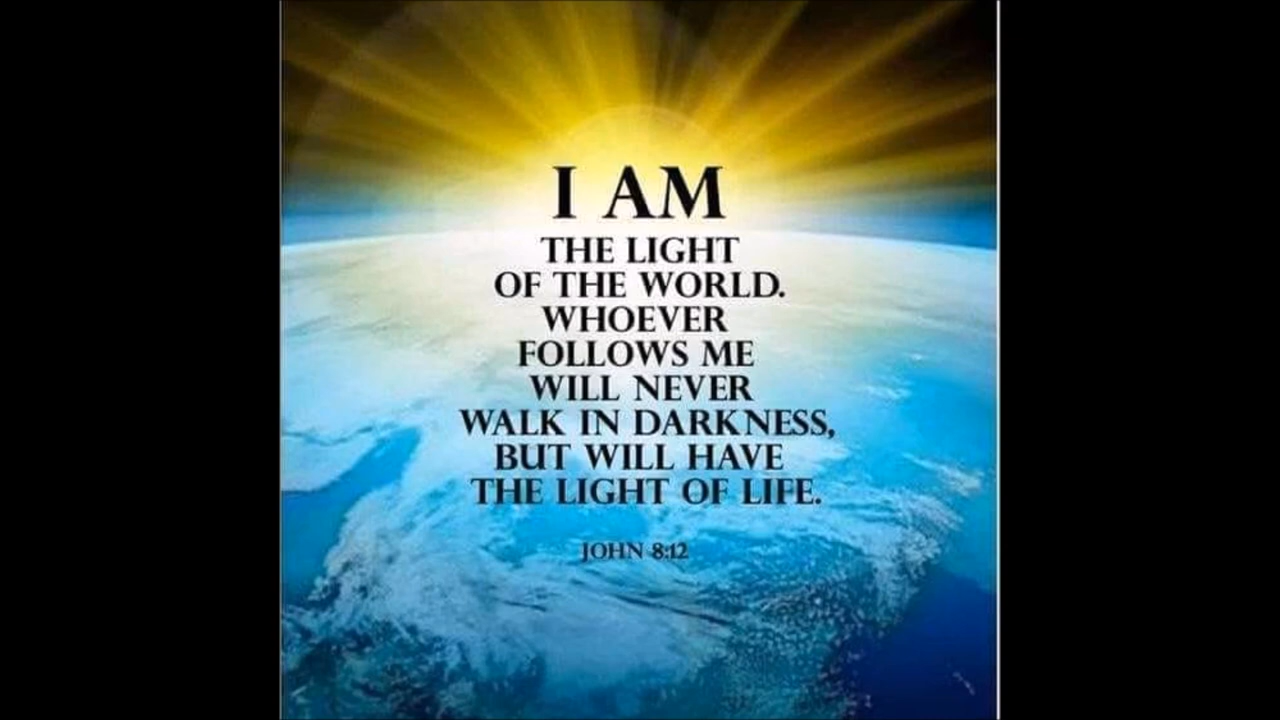 I AM
THE LIGHT
OF THE WORLD.
WHOEVER
FOLLOWS ME
WILL NEVER
WALK IN DARKNESS,
BUT WILL HAVE
THE LIGHT OF LIFE.
JOHN 8:12